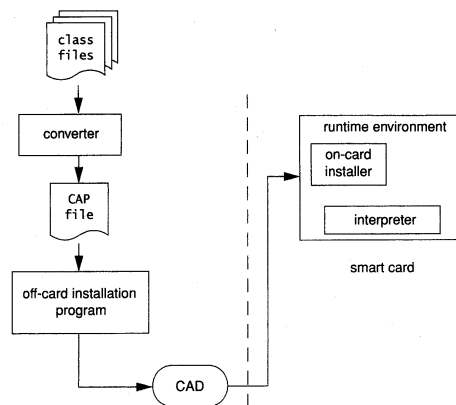 class
files
converter
CAP
file
off-card installation
program
CAD
runtime environment
on-card
installer
interpreter
smart card